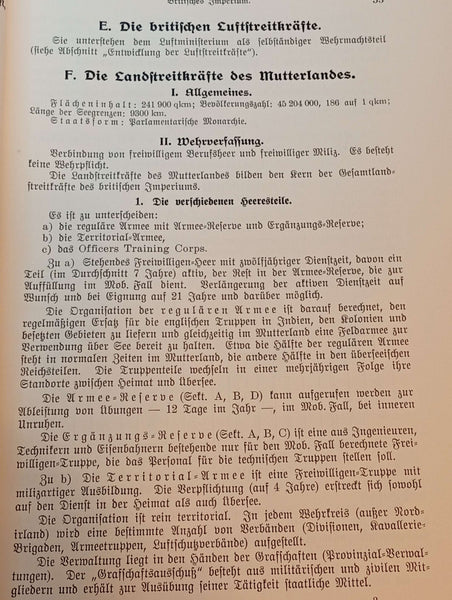 Britisches Imperium. 35
E. Die britischen Luftstreitkräfte.
Sie unterstehen dem Luftministerium als selbständiger Wehrmachtsteil
(siehe Abschnitt „Entwicklung der Luftstreitkräfte").
F. Die Landstreitkräfte des Mutterlandes.
I. Allgemeines.
Flächeninhalt: 241 900 qkm; Bevölkerungszahl: 45 204 000, 186 auf 1 qkm;
Länge der Seegrenzen: 9300 km.
Staatsform: Parlamentarische Monarchie.
II. Wehrverfassung.
Verbindung von freiwilligem Berufsheer und freiwilliger Miliz. Es besteht
keine Wehrpflicht.
Die Landstreitkräfte des Mutterlandes bilden den Kern der Gesamtland-
streitkräfte des britischen Imperiums.
1. Die verschiedenen Heeresteile.
Es ist zu unterscheiden:
a) die reguläre Armee mit Armee-Reserve und Ergänzungs-Reserve;
b) die Territorial-Armee,
c) das Officers Training Corps.
Zu a) Stehendes Freiwilligen-Heer mit zwölfjähriger Dienstzeit, davon ein
Teil (im Durchschnitt 7 Jahre) aktiv, der Rest in der Armee-Reserve, die zur
Auffüllung im Mob. Fall dient. Verlängerung der aktiven Dienstzeit auf
Wunsch und bei Eignung auf 21 Jahre und darüber möglich.
Die Organisation der regulären Armee ist darauf berechnet, den
regelmäßigen Ersatz für die englischen Truppen in Indien, den Kolonien und
besetzten Gebieten zu liefern und gleichzeitig im Mutterland eine Feldarmee zur
Verwendung über See bereit zu halten. Etwa die Hälfte der regulären Armee
steht in normalen Zeiten im Mutterland, die andere Hälfte in den überseeischen
Reichsteilen. Die Truppenteile wechseln in einer mehrjährigen Folge ihre
Standorte zwischen Heimat und Übersee.
Die Armee-Reserve (Sekt. A, B, D) kann aufgerufen werden zur
Ableistung von Übungen — 12 Tage im Jahr —, im Mob. Fall, bei inneren
Unruhen.
Die Ergänzungs-Reserve (Sekt. A, B, C) ist eine aus Ingenieuren,
Technikern und Eisenbahnern bestehende nur für den Mob. Fall berechnete Frei-
willigen-Truppe, die das Personal für die technischen Truppen stellen soll.
Zu b) Die Territorial-Armee ist eine Freiwilligen-Truppe mit
milizartiger Ausbildung. Die Verpflichtung (auf 4 Jahre) erstreckt sich sowohl
auf den Dienst in der Heimat als auch Übersee.
Die Organisation ist rein territorial. In jedem Wehrkreis (außer Nord-
irland) wird eine bestimmte Anzahl von Verbänden (Divisionen, Kavallerie-
Brigaden, Armeetruppen, Luftschutzverbände) aufgestellt.
Die Verwaltung liegt in den Händen der Grafschaften (Provinzial-Verwal-
tungen). Der „Grafschaftsausschuß" besteht aus militärischen und zivilen Mit-
gliedern und erhält zur Ausübung seiner Tätigkeit staatliche Mittel.